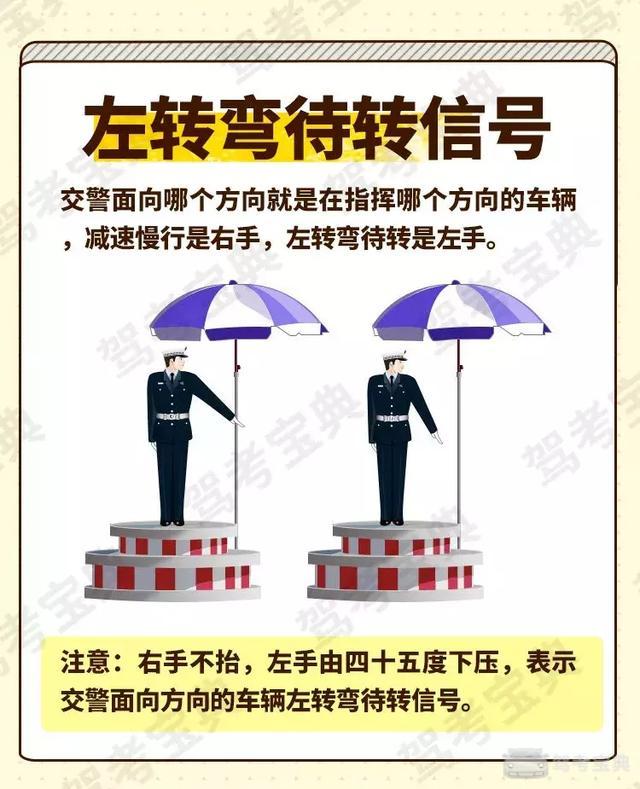 左转弯待转信号
交警面向哪个方向就是在指挥哪个方向的车辆
，减速慢行是右手，左转弯待转是左手。
注意：右手不抬，左手由四十五度下压，表示
交警面向方向的车辆左转弯待转信号。
驾考宝典